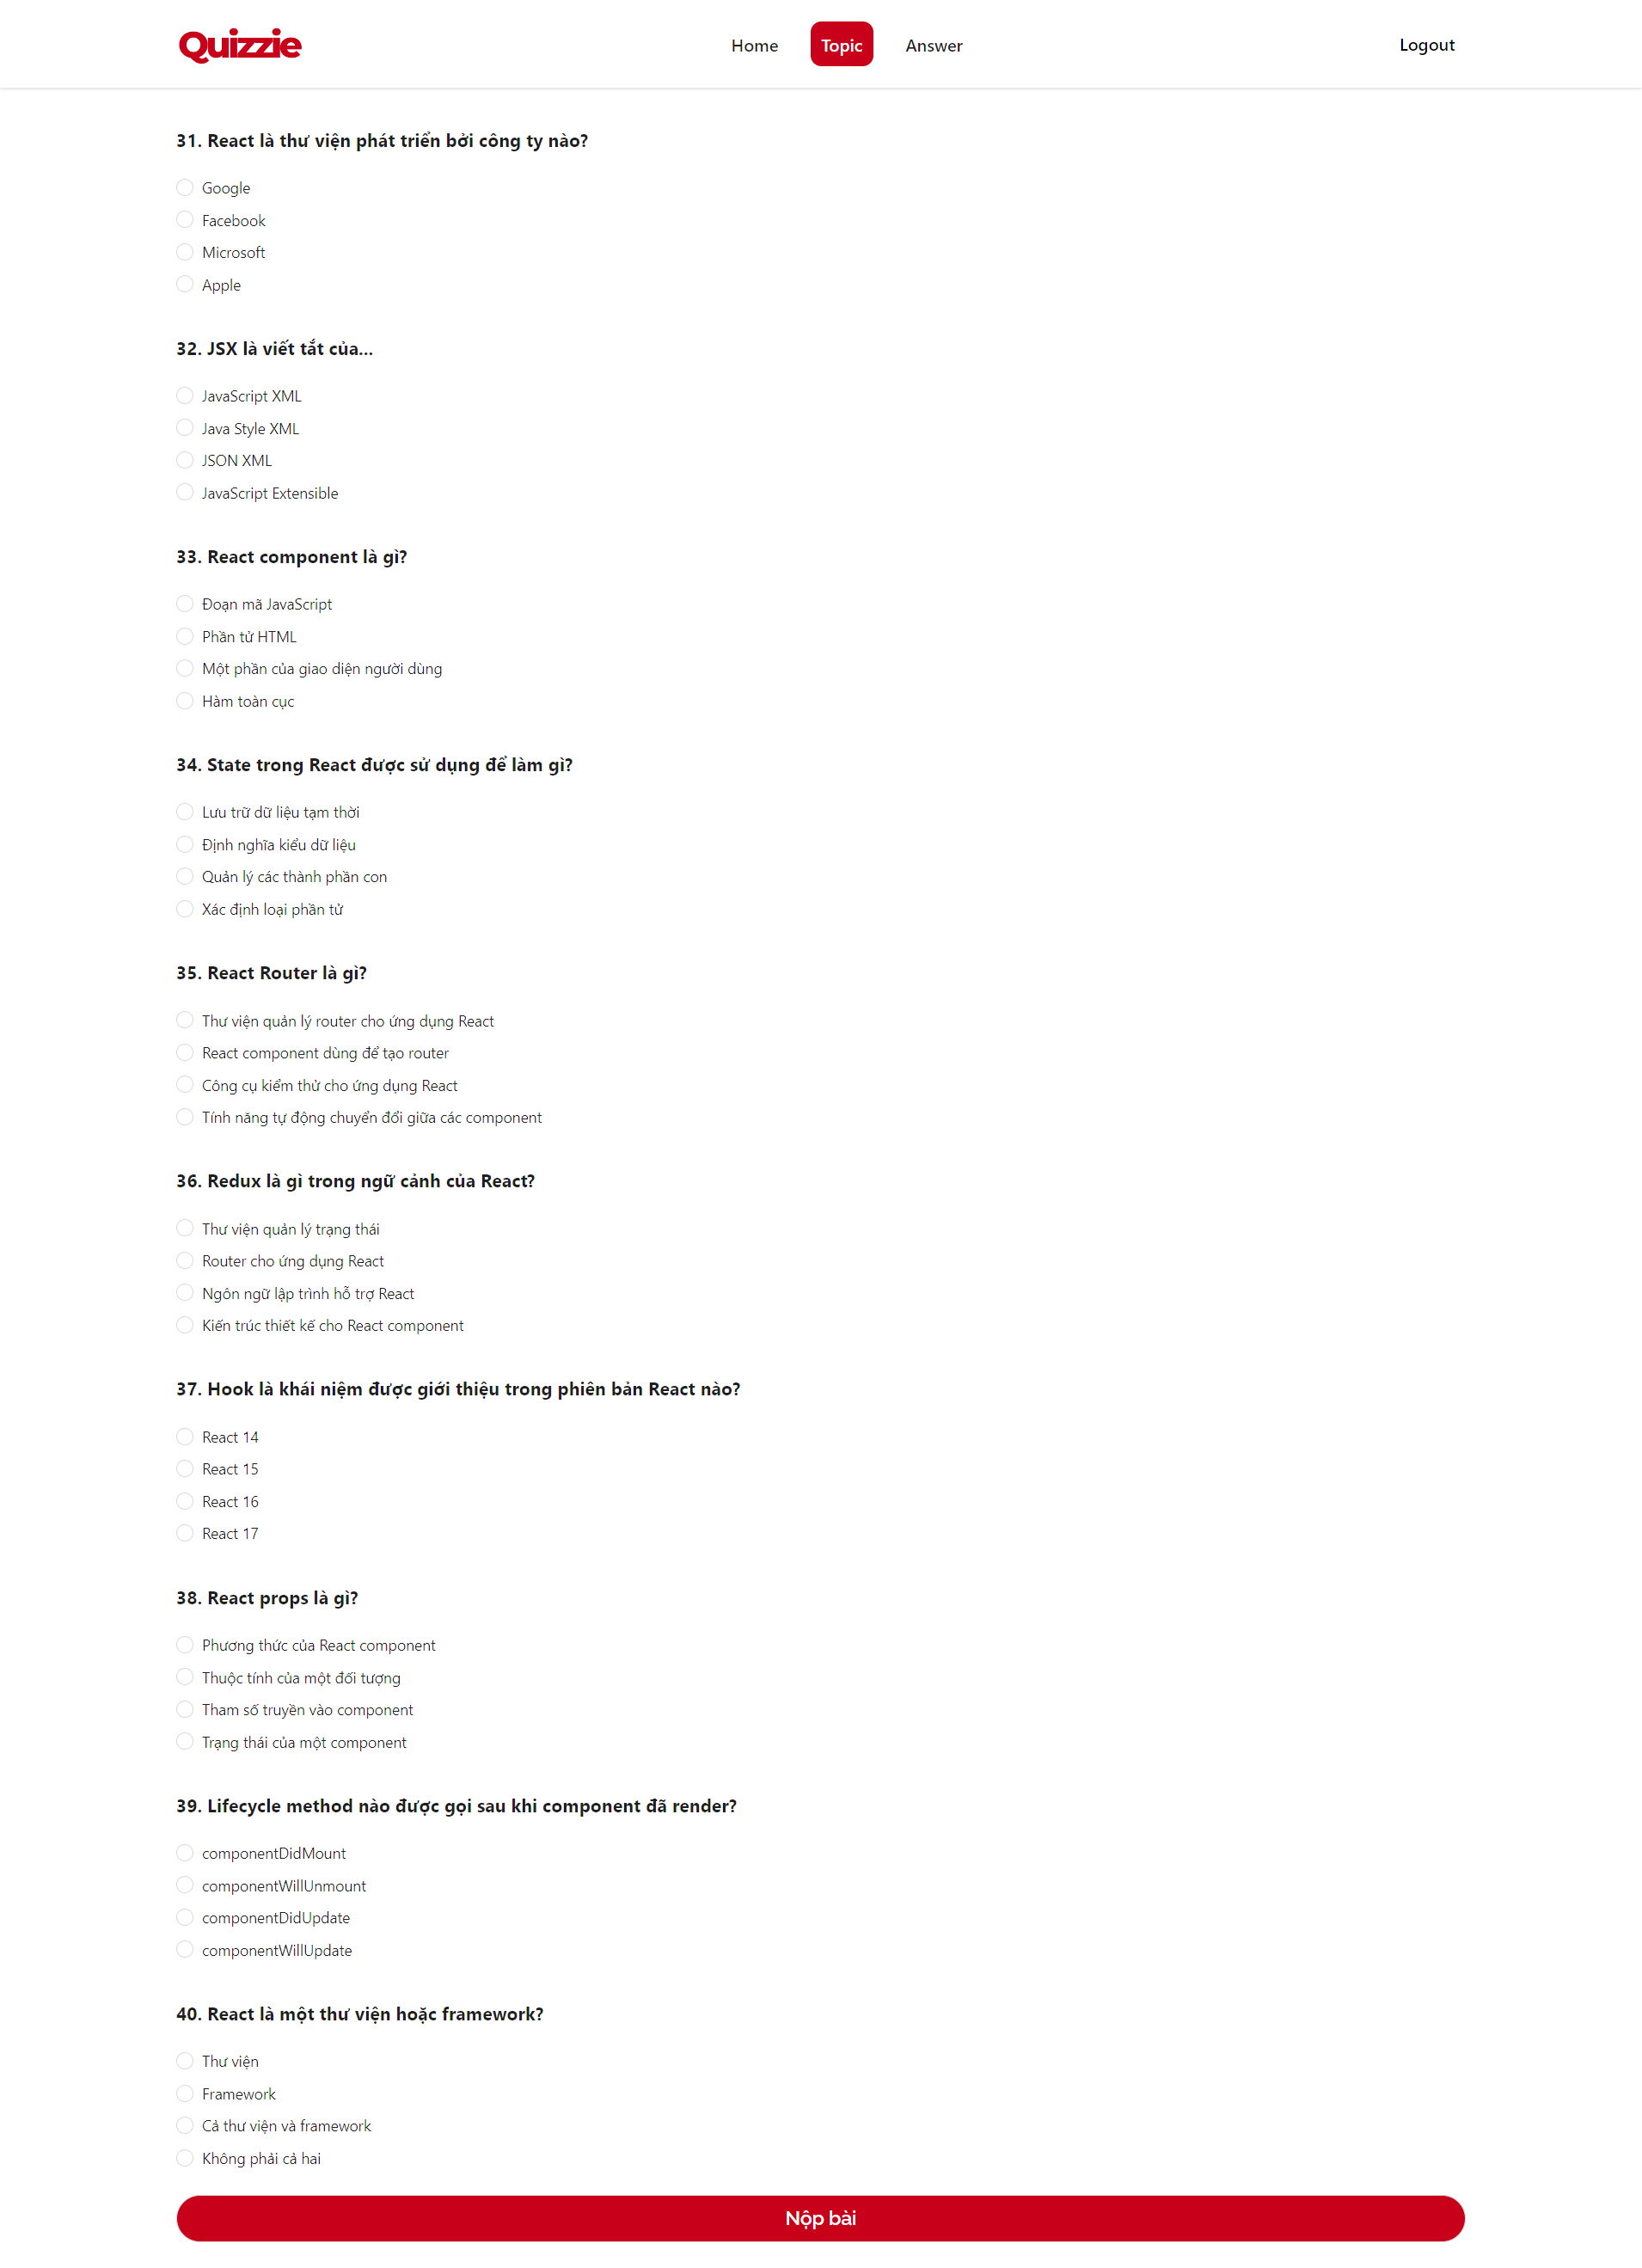 Quizzie
Home
Topic
Answer
Logout
31. React là thư viện phát triển bởi công ty nào?
Google
Facebook
Microsoft
Apple
32. JSX là viết tắt của...
JavaScript XML
Java Style XML
JSON XML
JavaScript Extensible
33. React component là gì?
Đoạn mã JavaScript
Phần tử HTML
Một phần của giao diện người dùng
Hàm toàn cục
34. State trong React được sử dụng để làm gì?
Lưu trữ dữ liệu tạm thời
Định nghĩa kiểu dữ liệu
Quản lý các thành phần con
Xác định loại phần tử
35. React Router là gì?
Thư viện quản lý router cho ứng dụng React
React component dùng để tạo router
Công cụ kiểm thử cho ứng dụng React
Tính năng tự động chuyển đổi giữa các component
36. Redux là gì trong ngữ cảnh của React?
Thư viện quản lý trạng thái
Router cho ứng dụng React
Ngôn ngữ lập trình hỗ trợ React
Kiến trúc thiết kế cho React component
37. Hook là khái niệm được giới thiệu trong phiên bản React nào?
React 14
React 15
React 16
React 17
38. React props là gì?
Phương thức của React component
Thuộc tính của một đối tượng
Tham số truyền vào component
Trạng thái của một component
39. Lifecycle method nào được gọi sau khi component đã render?
componentDidMount
componentWillUnmount
componentDidUpdate
componentWillUpdate
40. React là một thư viện hoặc framework?
Thư viện
Framework
Cả thư viện và framework
Không phải cả hai
Nộp bài